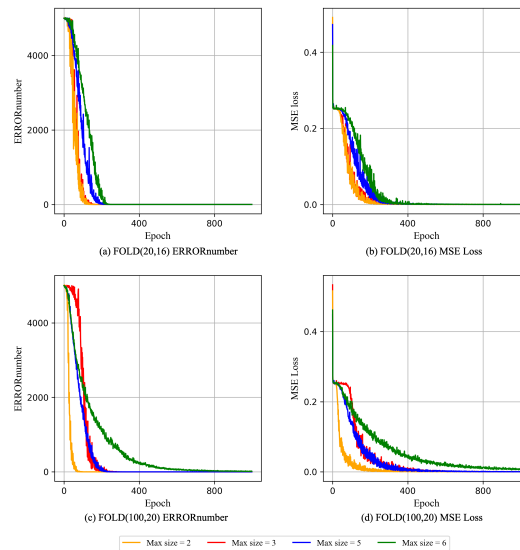 4000
2000
0
ERRORnumber
0
400
800
Epoch
(a) FOLD(20,16) ERRORnumber
0.4
0.2
0.0
MSE loss
0
400
800
Epoch
(b) FOLD(20,16) MSE Loss
4000
2000
0
ERRORnumber
0
400
800
Epoch
(c) FOLD(100,20) ERRORnumber
0.4
0.2
0.0
MSE Loss
0
400
800
Epoch
(d) FOLD(100,20) MSE Loss
Max size = 2 Max size = 3 Max size = 5 Max size = 6